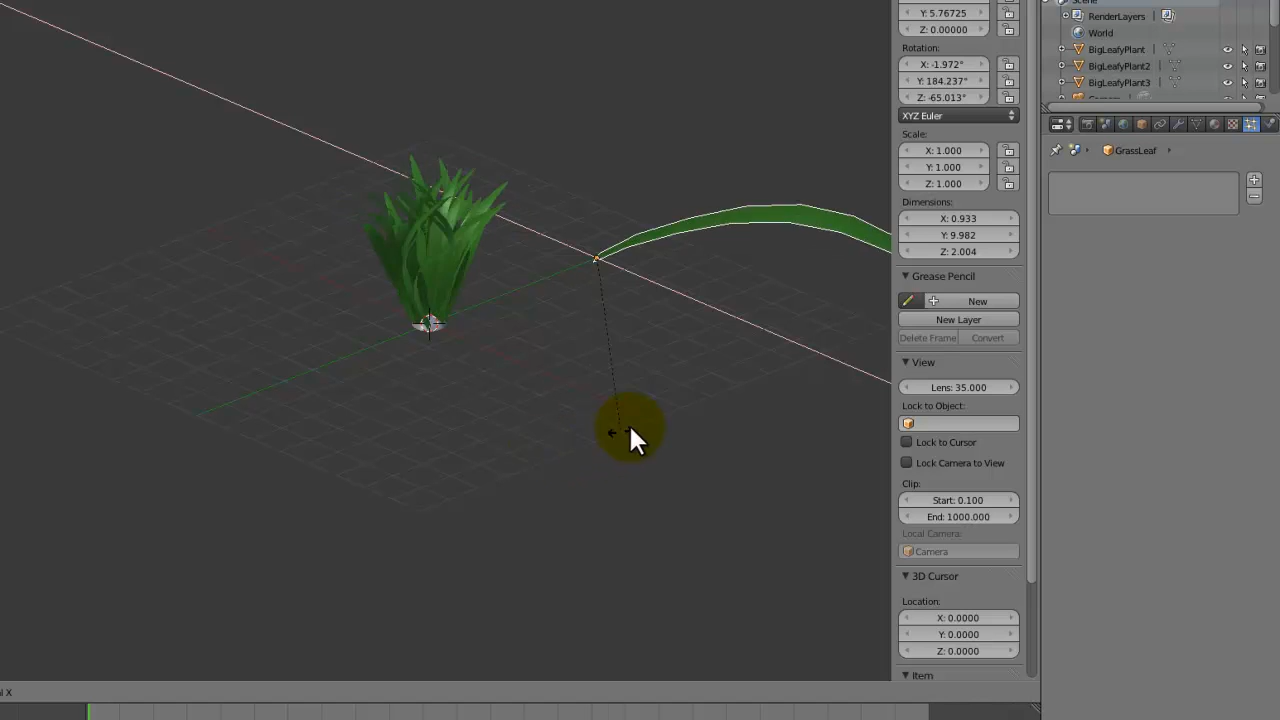 Y: 5.76725
Z: 0.00000
Rotation:
X: -1.972°
Y: 184.237°
Z: -65.013°
XYZ Euler
Scale:
X: 1.000
Y: 1.000
Z: 1.000
Dimensions:
X: 0.933
Y: 9.982
Z: 2.004
Grease Pencil
New
New Layer
Delete Frame Convert
View
Lens: 35.000
Lock to Object:
Lock to Cursor
Lock Camera to View
Clip:
Start: 0.100
End: 1000.000
Local Camera:
Camera
3D Cursor
Location:
X: 0.0000
Y: 0.0000
Z: 0.0000
Item
Scene
RenderLayers
World
BigLeafyPlant
BigLeafyPlant2
BigLeafyPlant3
GrassLeaf
al X